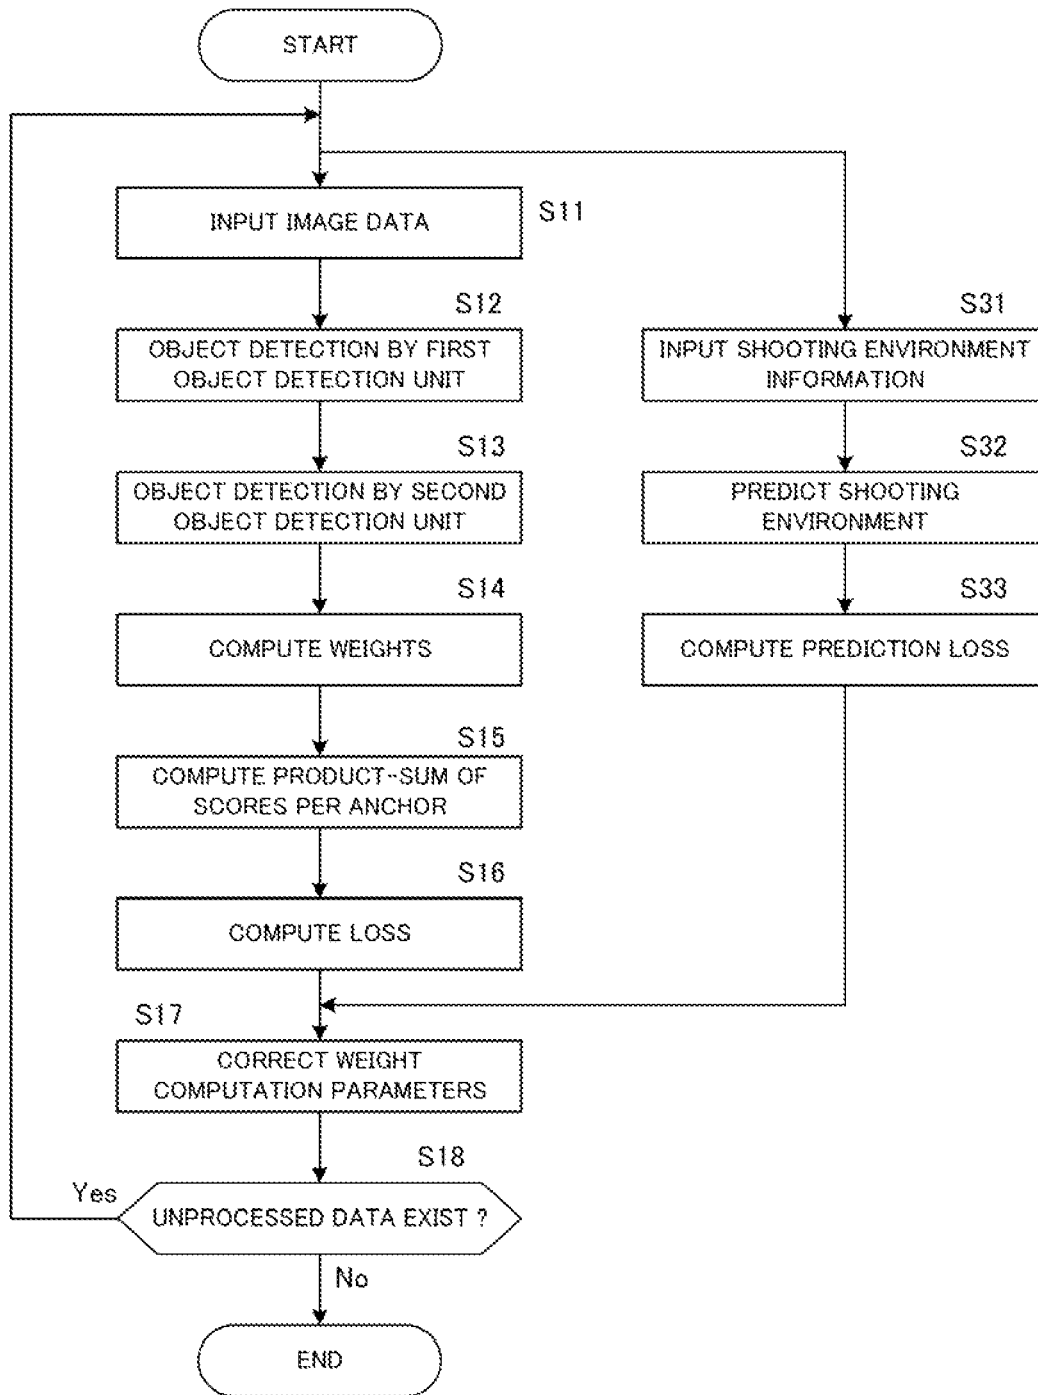 START
INPUT IMAGE DATA
S11
S12
OBJECT DETECTION BY FIRST
OBJECT DETECTION UNIT
S13
OBJECT DETECTION BY SECOND
OBJECT DETECTION UNIT
S14
COMPUTE WEIGHTS
S15
COMPUTE PRODUCT-SUM OF
SCORES PER ANCHOR
S16
COMPUTE LOSS
S31
INPUT SHOOTING ENVIRONMENT
INFORMATION
S32
PREDICT SHOOTING
ENVIRONMENT
S33
COMPUTE PREDICTION LOSS
S17
CORRECT WEIGHT
COMPUTATION PARAMETERS
S18
Yes
UNPROCESSED DATA EXIST ?
No
END